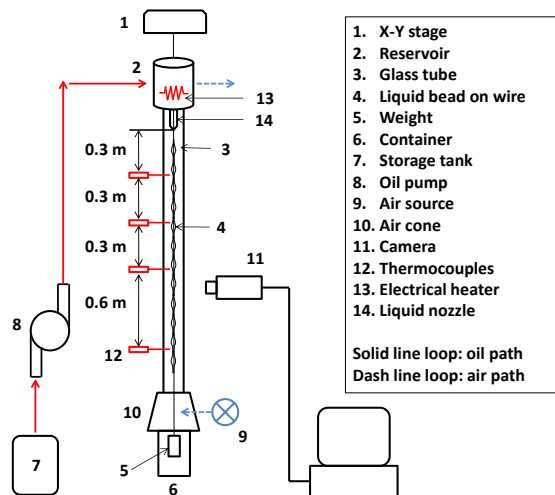 1
2
13
14
0.3 m
3
0.3 m
4
0.3 m
11
0.6 m
8
12
10
9
7
5
6
1. X-Y stage
2. Reservoir
3. Glass tube
4. Liquid bead on wire
5. Weight
6. Container
7. Storage tank
8. Oil pump
9. Air source
10. Air cone
11. Camera
12. Thermocouples
13. Electrical heater
14. Liquid nozzle
Solid line loop: oil path
Dash line loop: air path